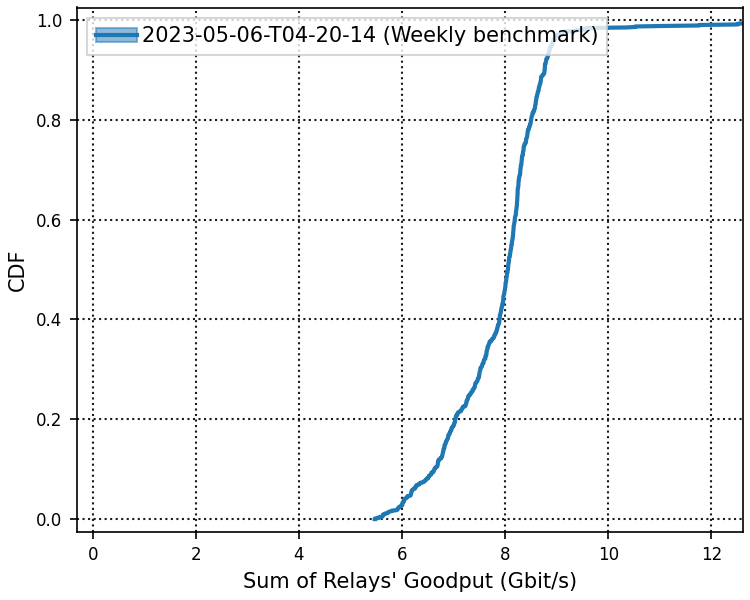 2023-05-06-T04-20-14 (Weekly benchmark)
1.0
0.8
0.6
0.4
0.2
0.0
CDF
0 2 4 6 8 10 12
Sum of Relays' Goodput (Gbit/s)